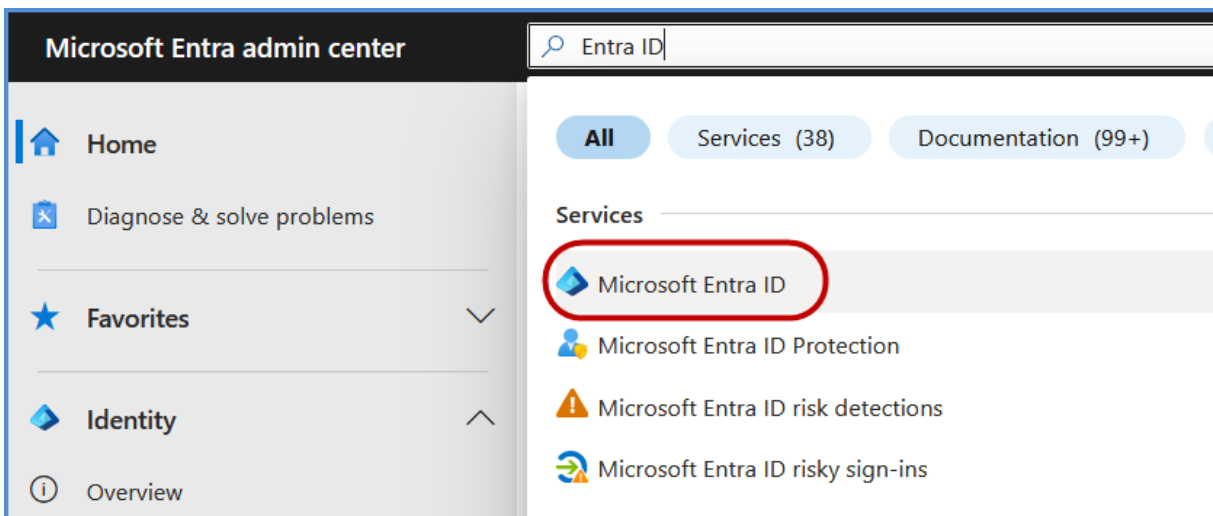 Microsoft Entra admin center
Entra ID
Home
Diagnose & solve problems
Favorites
Identity
Overview
All
Services (38)
Documentation (99+)
Services
Microsoft Entra ID
Microsoft Entra ID Protection
Microsoft Entra ID risk detections
Microsoft Entra ID risky sign-ins